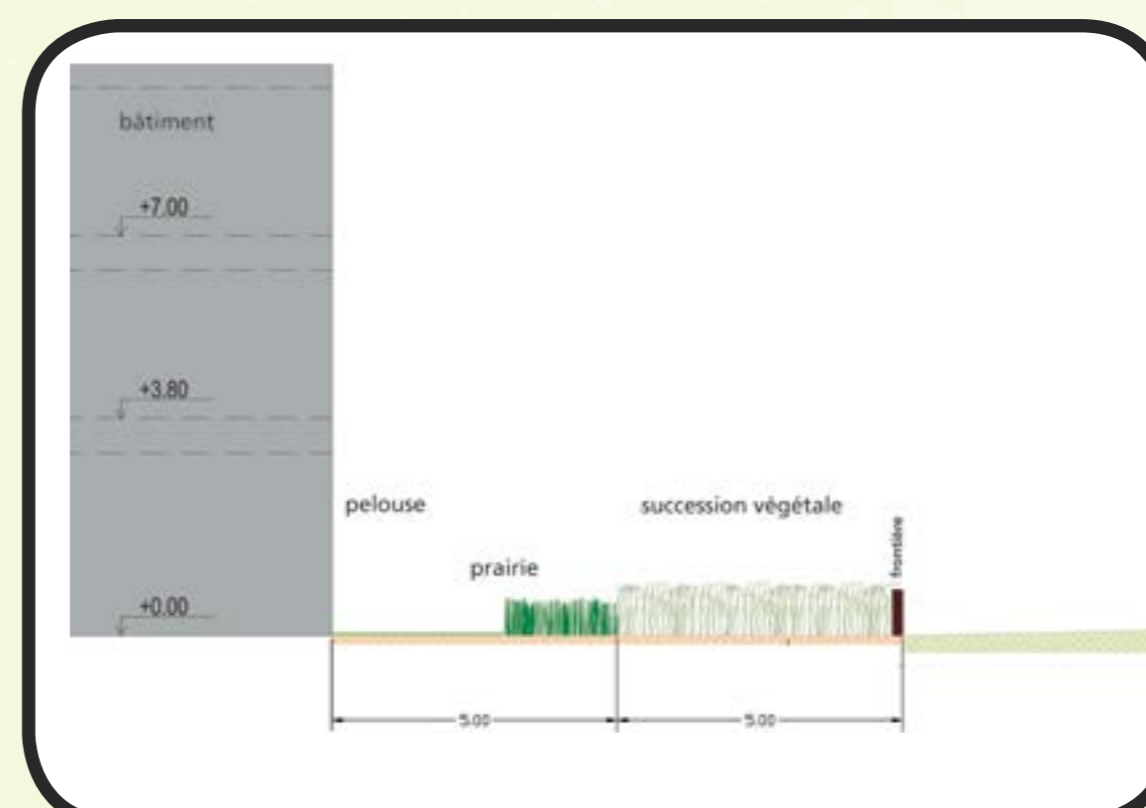 bâtiment
+7.00
+3.80
+0.00
pelouse
prairie
succession végétale
frontière
5.00
5.00